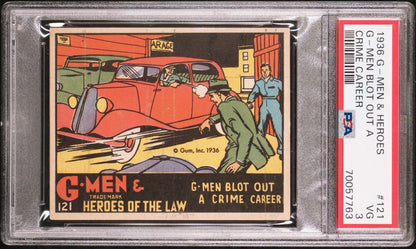 1936 G-MEN & HEROES
G-MEN BLOT OUT A
CRIME CAREER
#121
VG
3
PSA
70057763
ARAGE
© Gum, Inc. 1936
G-MEN &
TRADEMARK
121 HEROES OF THE LAW
G-MEN BLOT OUT
A CRIME CAREER